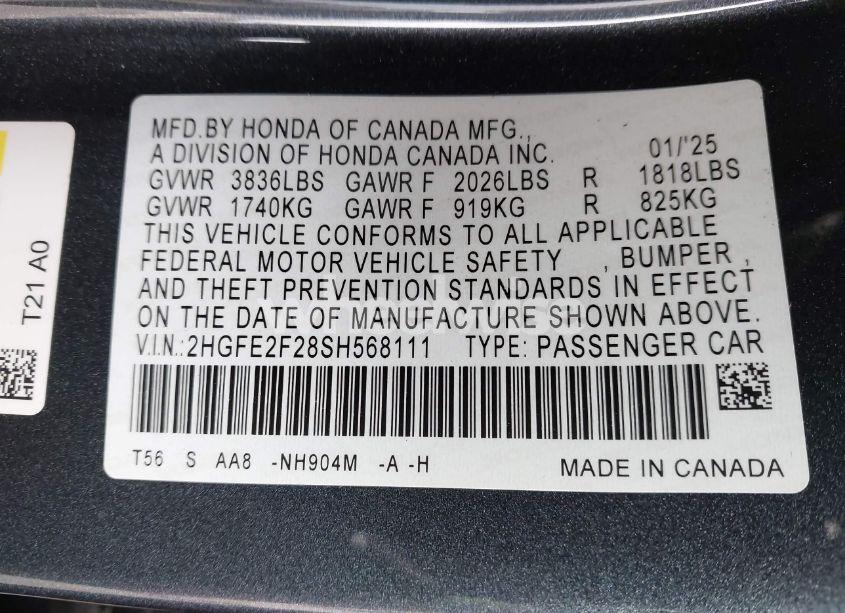 MFD.BY HONDA OF CANADA MFG.,
A DIVISION OF HONDA CANADA INC. 01/'25
GVWR 3836LBS GAWR F 2026LBS R 1818LBS
GVWR 1740KG GAWR F 919KG R 825KG
THIS VEHICLE CONFORMS TO ALL APPLICABLE
FEDERAL MOTOR VEHICLE SAFETY , BUMPER ,
AND THEFT PREVENTION STANDARDS IN EFFECT
ON THE DATE OF MANUFACTURE SHOWN ABOVE.
V.I.N.:2HGFE2F28SH568111 TYPE: PASSENGER CAR
T56 S AA8 -NH904M -A -H MADE IN CANADA
T21 A0